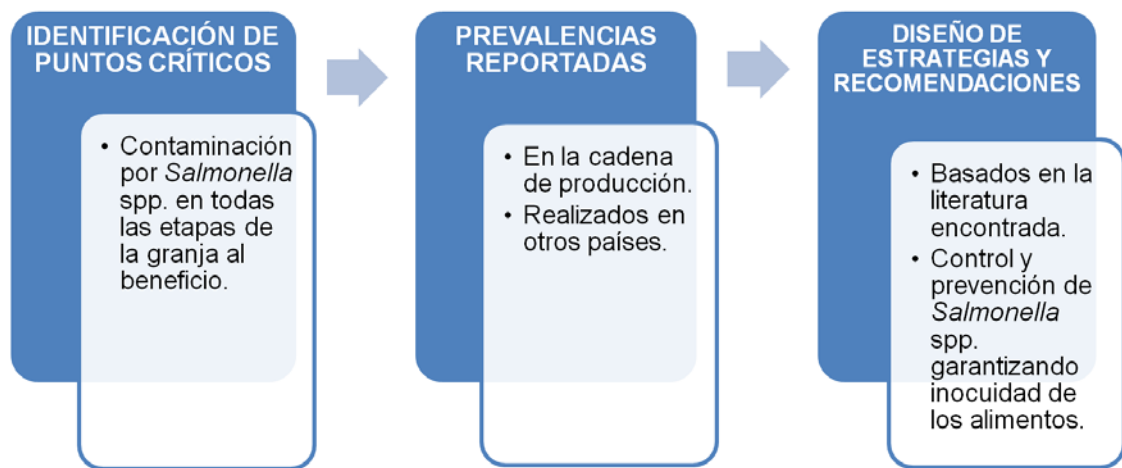 IDENTIFICACIÓN DE
PUNTOS CRÍTICOS
• Contaminación
por Salmonella
spp. en todas
las etapas de
la granja al
beneficio.
PREVALENCIAS
REPORTADAS
• En la cadena
de producción.
• Realizados en
otros países.
DISEÑO DE
ESTRATEGIAS Y
RECOMENDACIONES
• Basados en la
literatura
encontrada.
• Control y
prevención de
Salmonella
spp.
garantizando
inocuidad de
los alimentos.